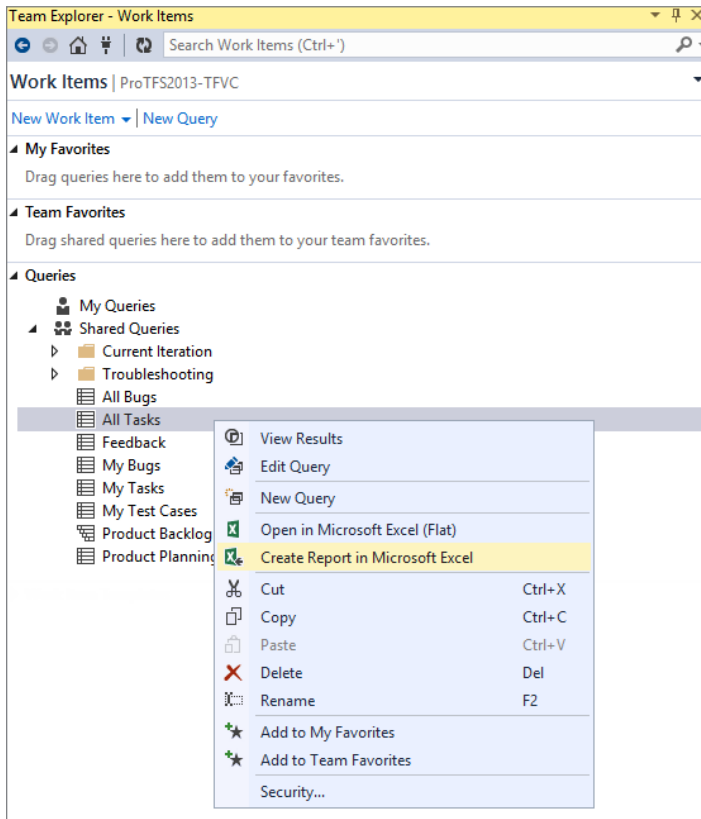 Team Explorer - Work Items
Search Work Items (Ctrl+')
Work Items | ProTFS2013-TFVC
New Work Item | New Query
My Favorites
Drag queries here to add them to your favorites.
Team Favorites
Drag shared queries here to add them to your team favorites.
Queries
My Queries
Shared Queries
Current Iteration
Troubleshooting
All Bugs
All Tasks
Feedback
My Bugs
My Tasks
My Test Cases
Product Backlog
Product Planning
View Results
Edit Query
New Query
Open in Microsoft Excel (Flat)
Create Report in Microsoft Excel
Cut Ctrl+X
Copy Ctrl+C
Paste Ctrl+V
Delete Del
Rename F2
Add to My Favorites
Add to Team Favorites
Security...